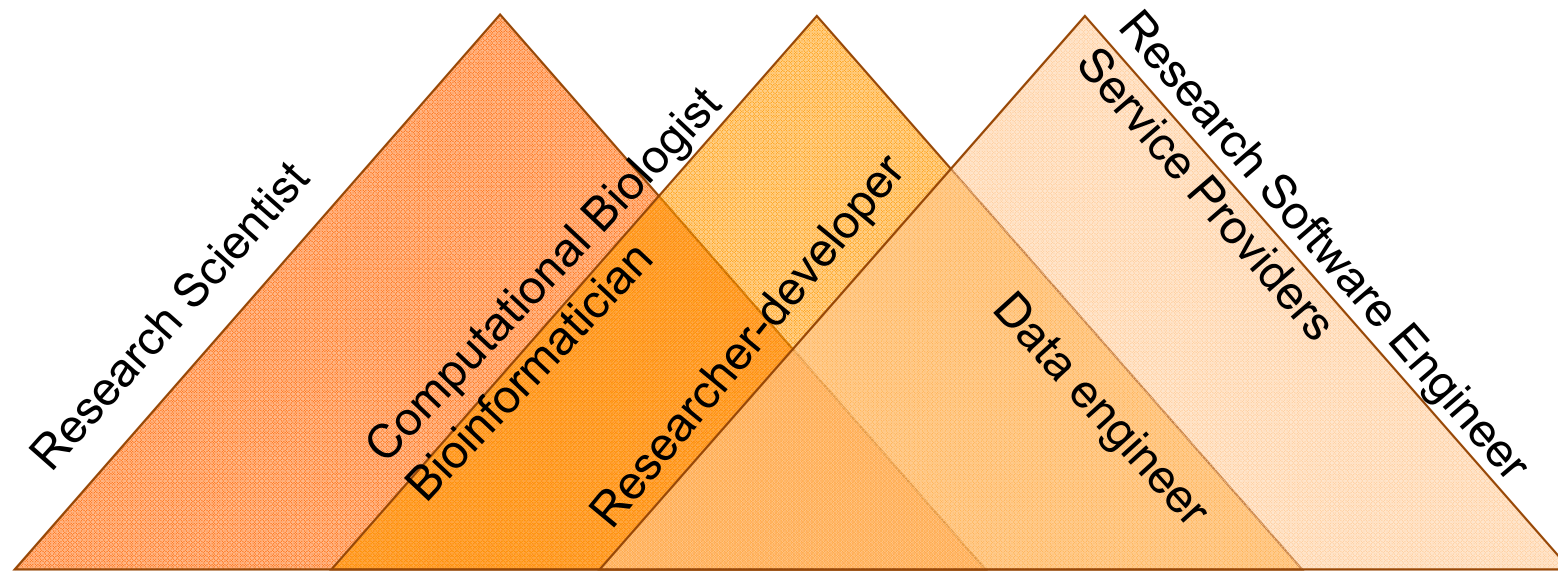 Research Scientist
Computational Biologist
Bioinformatician
Researcher-developer
Data engineer
Service Providers
Research Software Engineer